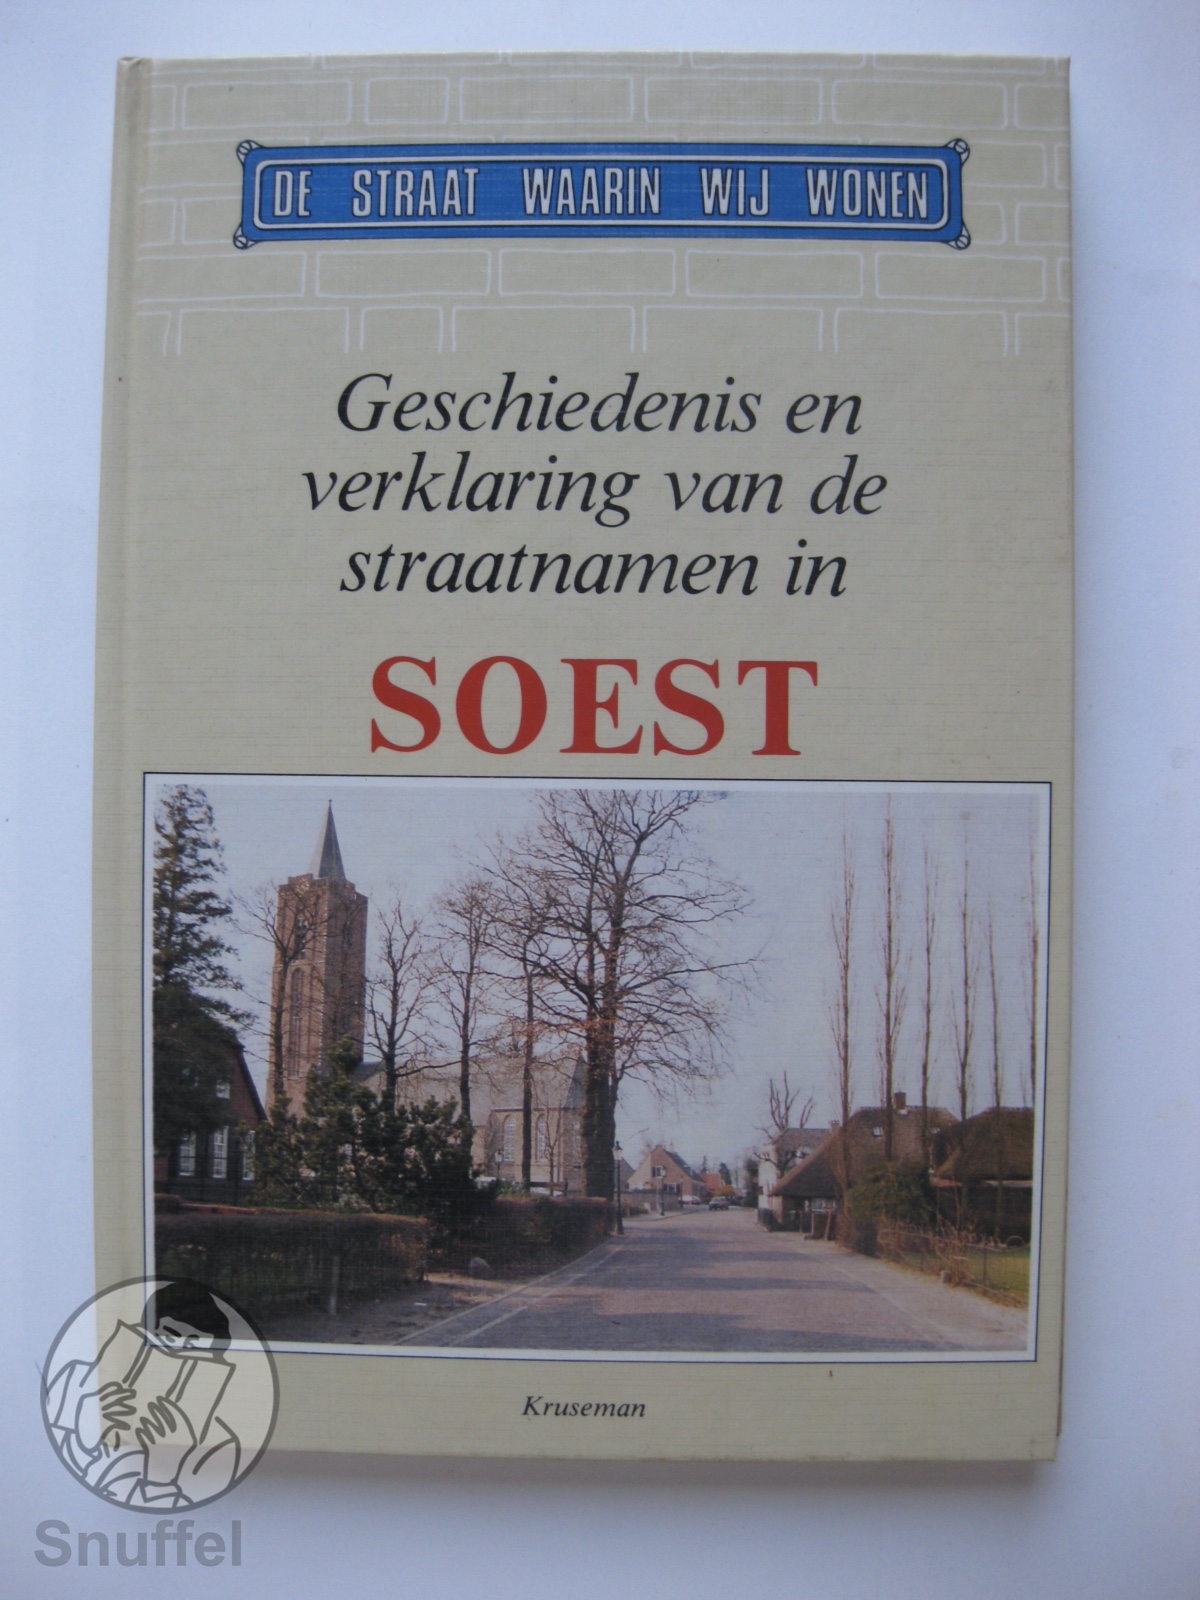 DE STRAAT WAARIN WIJ WONEN
Geschiedenis en
verklaring van de
straatnamen in
SOEST
Kruseman
Snuffel